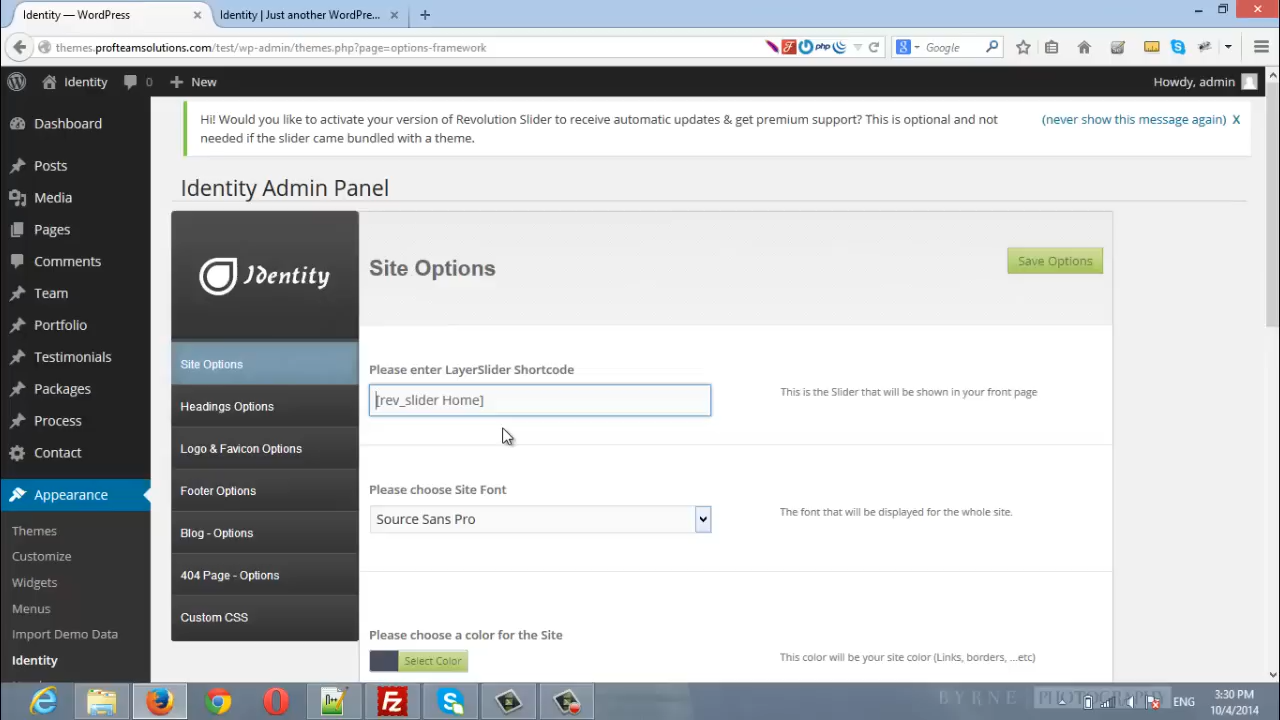 Identity — WordPress
Identity | Just another WordPre...
themes.profteamsolutions.com/test/wp-admin/themes.php?page=options-framework
php
Google
Identity
0
New
Howdy, admin
Hi! Would you like to activate your version of Revolution Slider to receive automatic updates & get premium support? This is optional and not
needed if the slider came bundled with a theme.
(never show this message again) X
Identity Admin Panel
Dashboard
Posts
Media
Pages
Comments
Team
Portfolio
Testimonials
Packages
Process
Contact
Appearance
Themes
Customize
Widgets
Menus
Import Demo Data
Identity
Identity
Site Options
Headings Options
Logo & Favicon Options
Footer Options
Blog - Options
404 Page - Options
Custom CSS
Site Options
Save Options
Please enter LayerSlider Shortcode
[rev_slider Home]
This is the Slider that will be shown in your front page
Please choose Site Font
Source Sans Pro
The font that will be displayed for the whole site.
Please choose a color for the Site
Select Color
This color will be your site color (Links, borders, ...etc)
BYRNE PHOTOGRAPHY
ENG
3:30 PM
10/4/2014